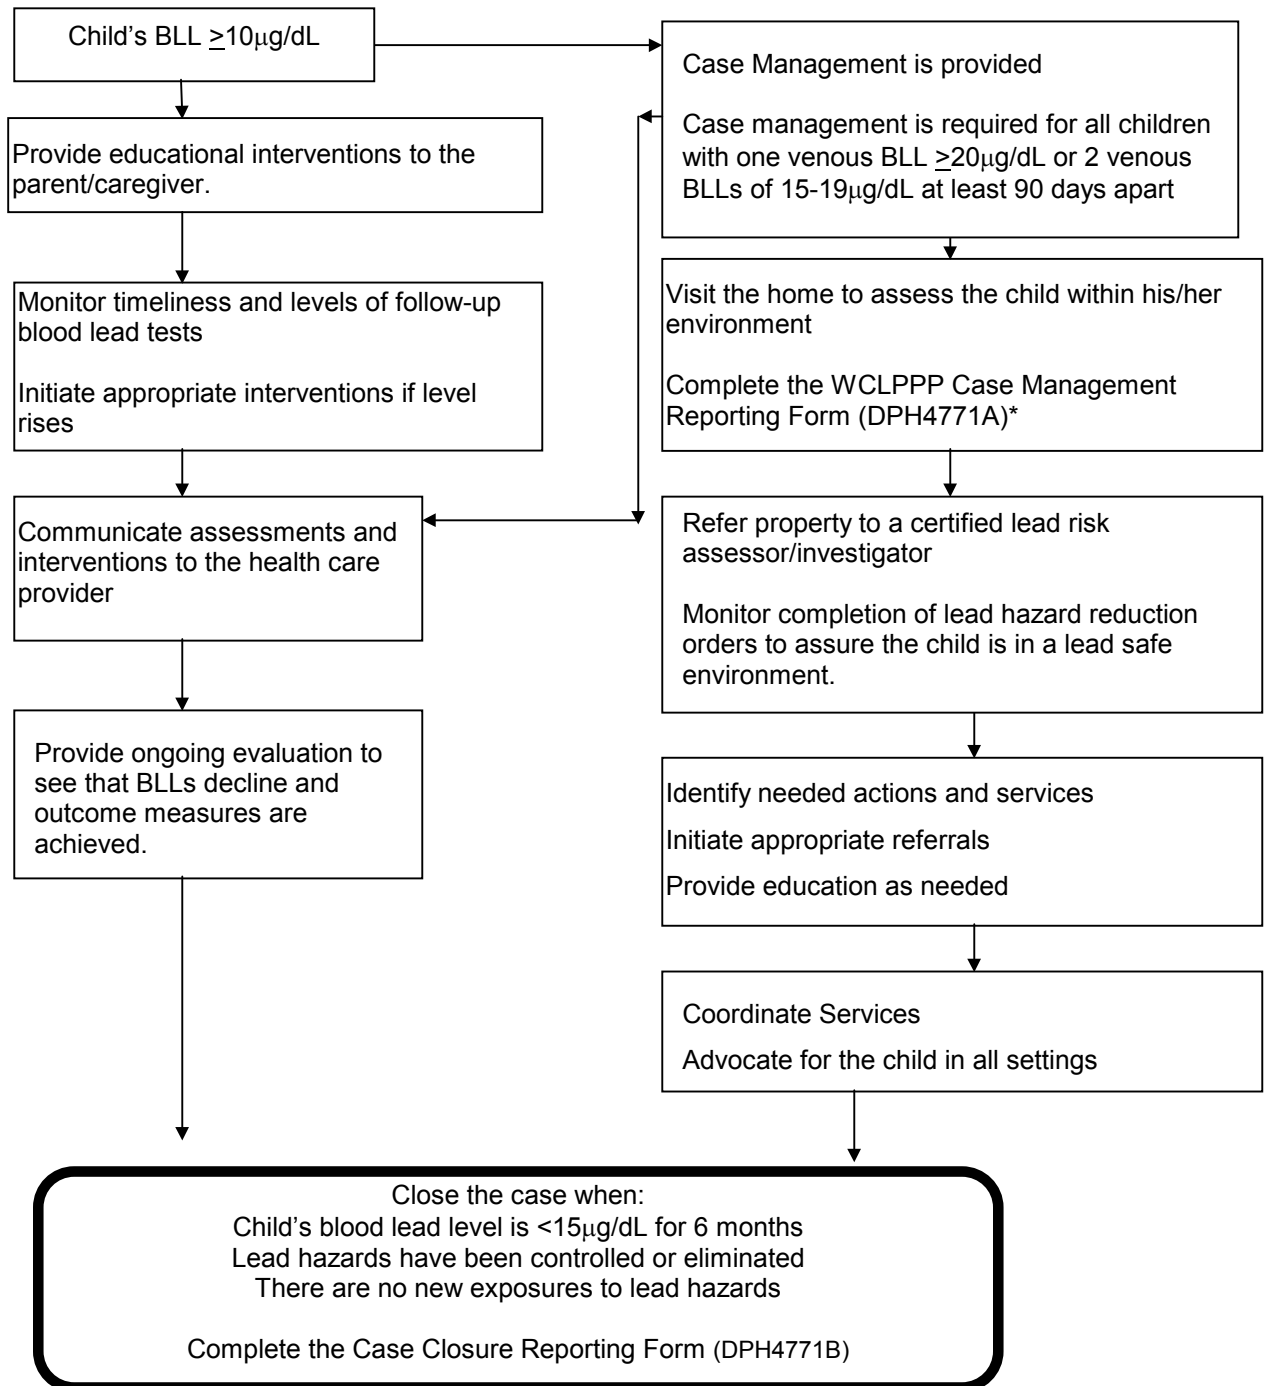 Child’s BLL ≥10μg/dL
Provide educational interventions to the
parent/caregiver.
Monitor timeliness and levels of follow-up
blood lead tests
Initiate appropriate interventions if level
rises
Communicate assessments and
interventions to the health care
provider
Provide ongoing evaluation to
see that BLLs decline and
outcome measures are
achieved.
Case Management is provided
Case management is required for all children
with one venous BLL ≥20μg/dL or 2 venous
BLLs of 15-19μg/dL at least 90 days apart
Visit the home to assess the child within his/her
environment
Complete the WCLPPP Case Management
Reporting Form (DPH4771A)*
Refer property to a certified lead risk
assessor/investigator
Monitor completion of lead hazard reduction
orders to assure the child is in a lead safe
environment.
Identify needed actions and services
Initiate appropriate referrals
Provide education as needed
Coordinate Services
Advocate for the child in all settings
Close the case when:
Child’s blood lead level is <15μg/dL for 6 months
Lead hazards have been controlled or eliminated
There are no new exposures to lead hazards
Complete the Case Closure Reporting Form (DPH4771B)